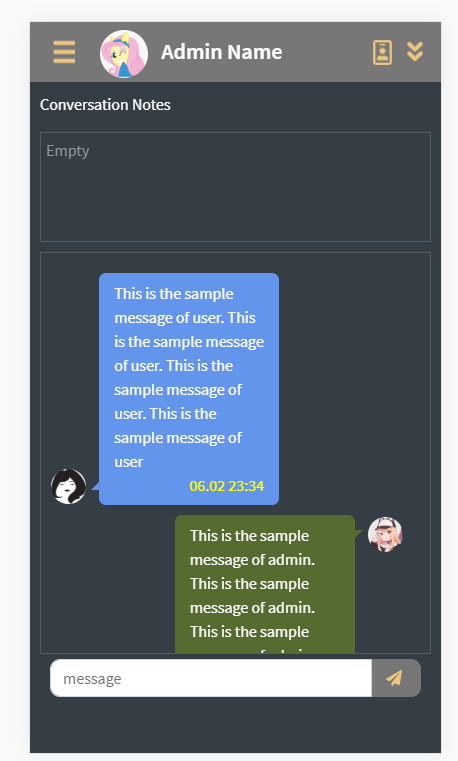 Admin Name
Conversation Notes
Empty
This is the sample
message of user. This
is the sample message
of user. This is the
sample message of
user. This is the
sample message of
user
06.02 23:34
This is the sample
message of admin.
This is the sample
message of admin.
This is the sample
message